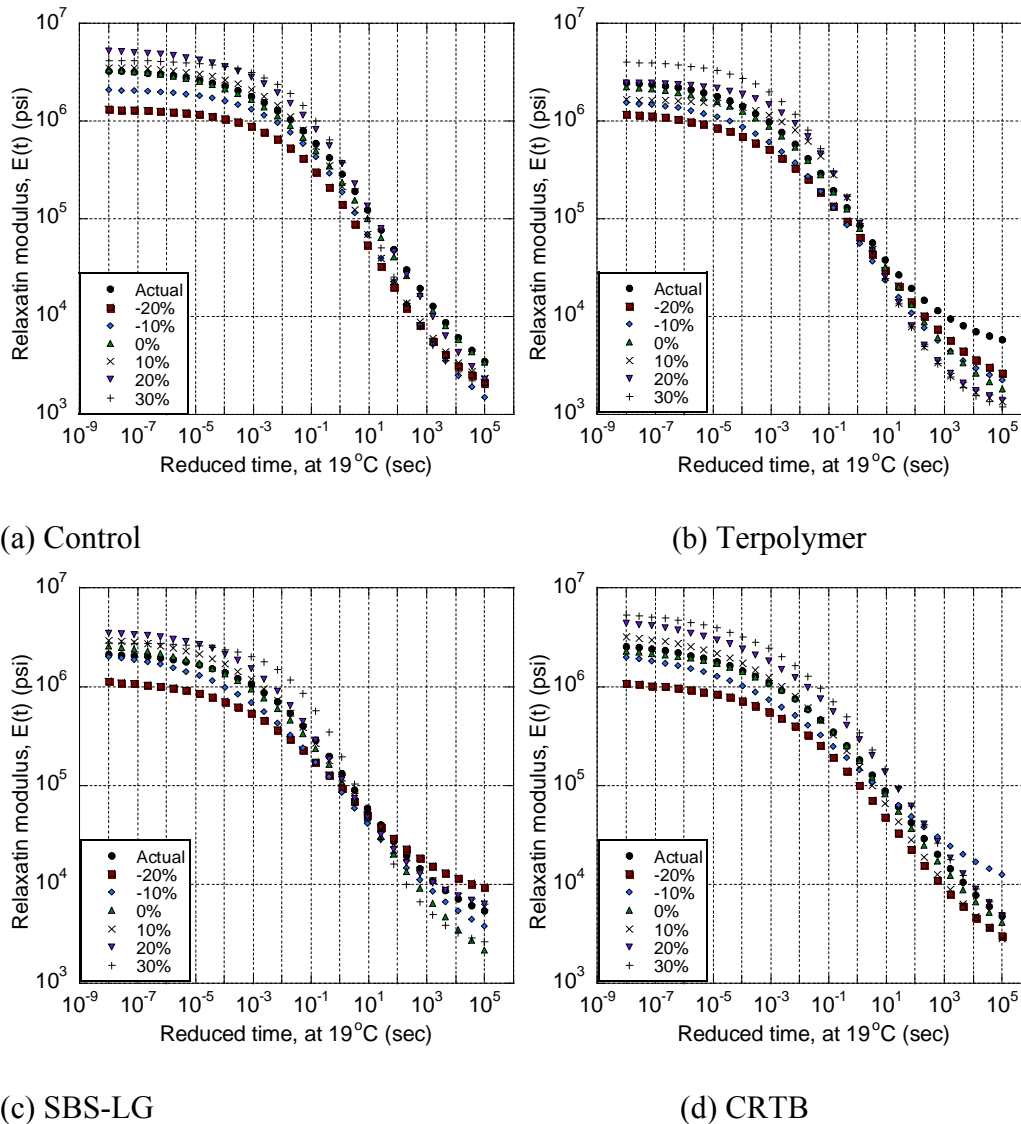 10^7
10^6
10^5
10^4
10^3
Relaxatin modulus, E(t) (psi)
Actual
-20%
-10%
0%
10%
20%
30%
10^-9 10^-7 10^-5 10^-3 10^-1 10^1 10^3 10^5
Reduced time, at 19°C (sec)
(a) Control
10^7
10^6
10^5
10^4
10^3
Relaxatin modulus, E(t) (psi)
Actual
-20%
-10%
0%
10%
20%
30%
10^-9 10^-7 10^-5 10^-3 10^-1 10^1 10^3 10^5
Reduced time, at 19°C (sec)
(b) Terpolymer
10^7
10^6
10^5
10^4
10^3
Relaxatin modulus, E(t) (psi)
Actual
-20%
-10%
0%
10%
20%
30%
10^-9 10^-7 10^-5 10^-3 10^-1 10^1 10^3 10^5
Reduced time, at 19°C (sec)
(c) SBS-LG
10^7
10^6
10^5
10^4
10^3
Relaxatin modulus, E(t) (psi)
Actual
-20%
-10%
0%
10%
20%
30%
10^-9 10^-7 10^-5 10^-3 10^-1 10^1 10^3 10^5
Reduced time, at 19°C (sec)
(d) CRTB